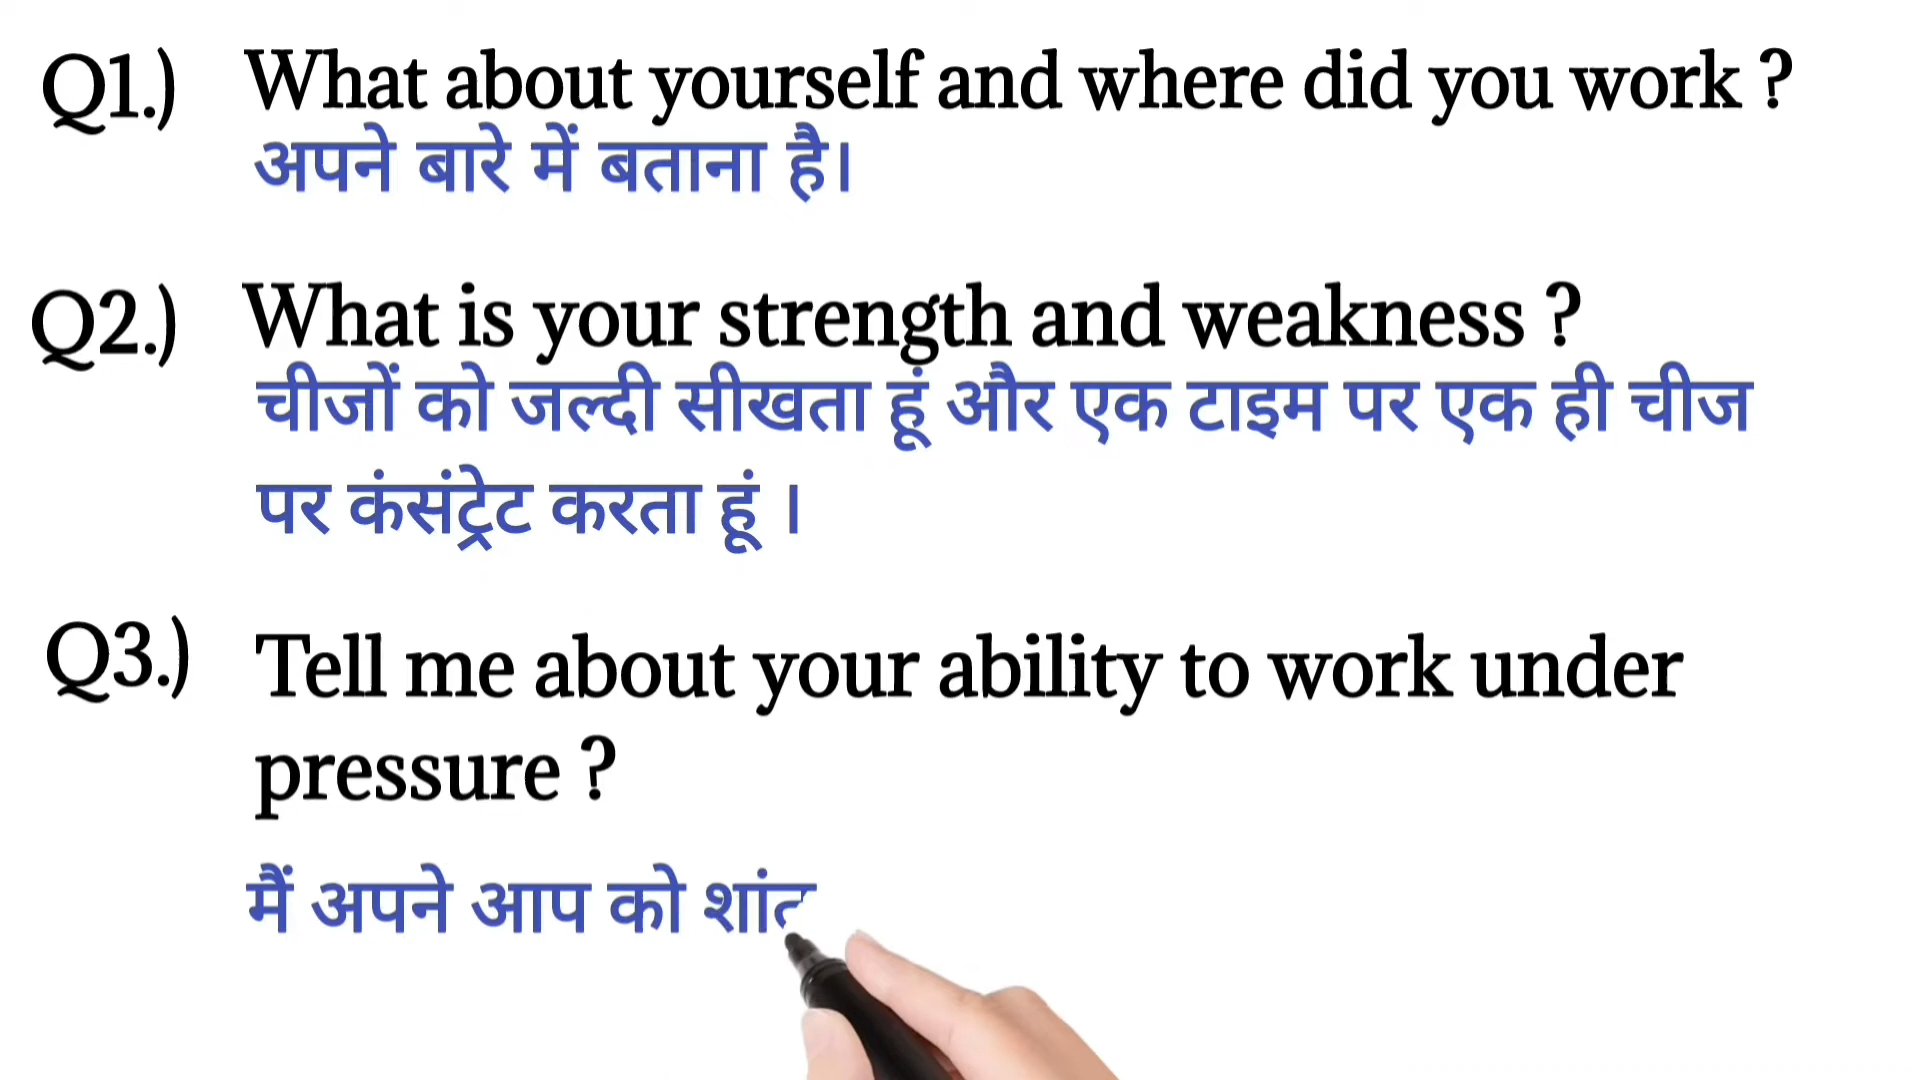 Q1.) What about yourself and where did you work ?
अपने बारे में बताना है।
Q2.) What is your strength and weakness ?
चीजों को जल्दी सीखता हूं और एक टाइम पर एक ही चीज
पर कंसंट्रेट करता हूं ।
Q3.) Tell me about your ability to work under
pressure ?
मैं अपने आप को शांत